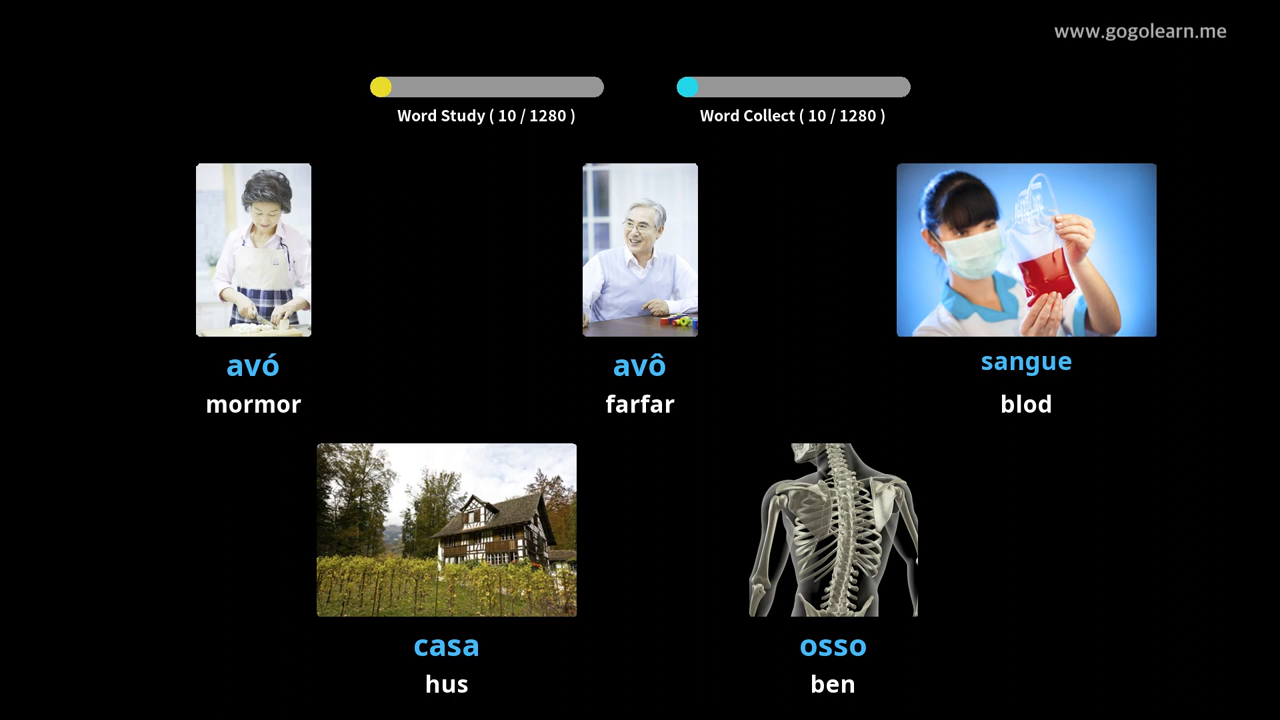 www.gogolearn.me
Word Study ( 10 / 1280 )
Word Collect ( 10 / 1280 )
avó
mormor
avô
farfar
sangue
blod
casa
hus
osso
ben